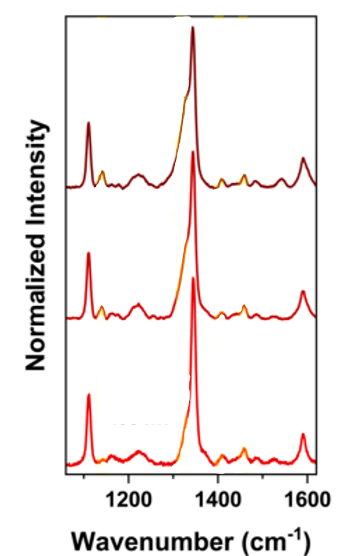 Normalized Intensity
1200 1400 1600
Wavenumber (cm⁻¹)